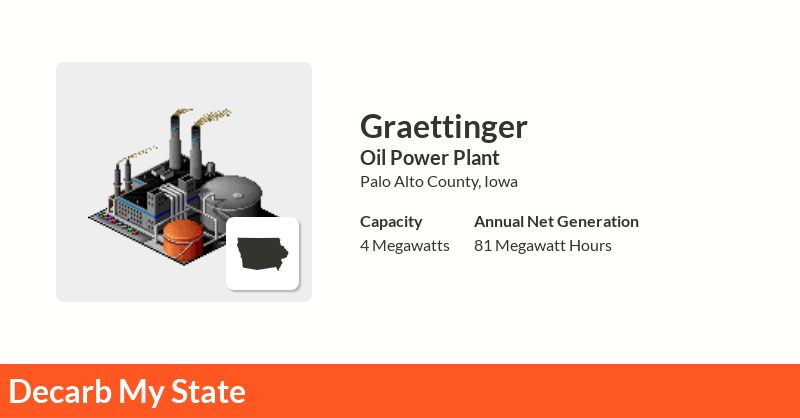 Graettinger
Oil Power Plant
Palo Alto County, Iowa
Capacity
4 Megawatts
Annual Net Generation
81 Megawatt Hours
Decarb My State